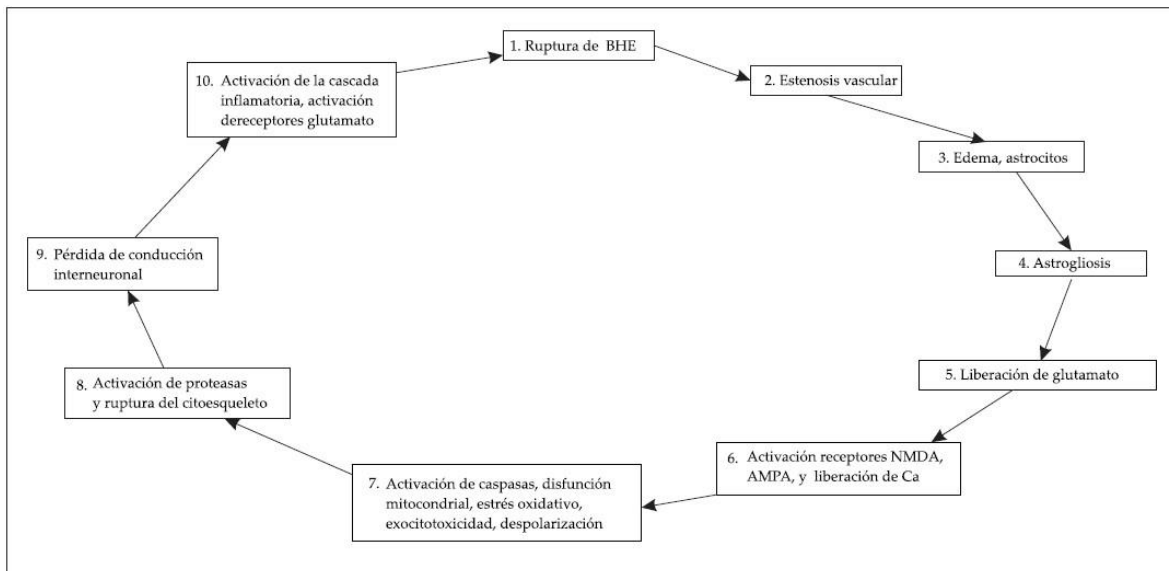 1. Ruptura de BHE
2. Estenosis vascular
3. Edema, astrocitos
4. Astrogliosis
5. Liberación de glutamato
6. Activación receptores NMDA,
AMPA, y liberación de Ca
7. Activación de caspasas, disfunción
mitocondrial, estrés oxidativo,
exocitotoxicidad, despolarización
8. Activación de proteasas
y ruptura del citoesqueleto
9. Pérdida de conducción
interneuronal
10. Activación de la cascada
inflamatoria, activación
dereceptores glutamato